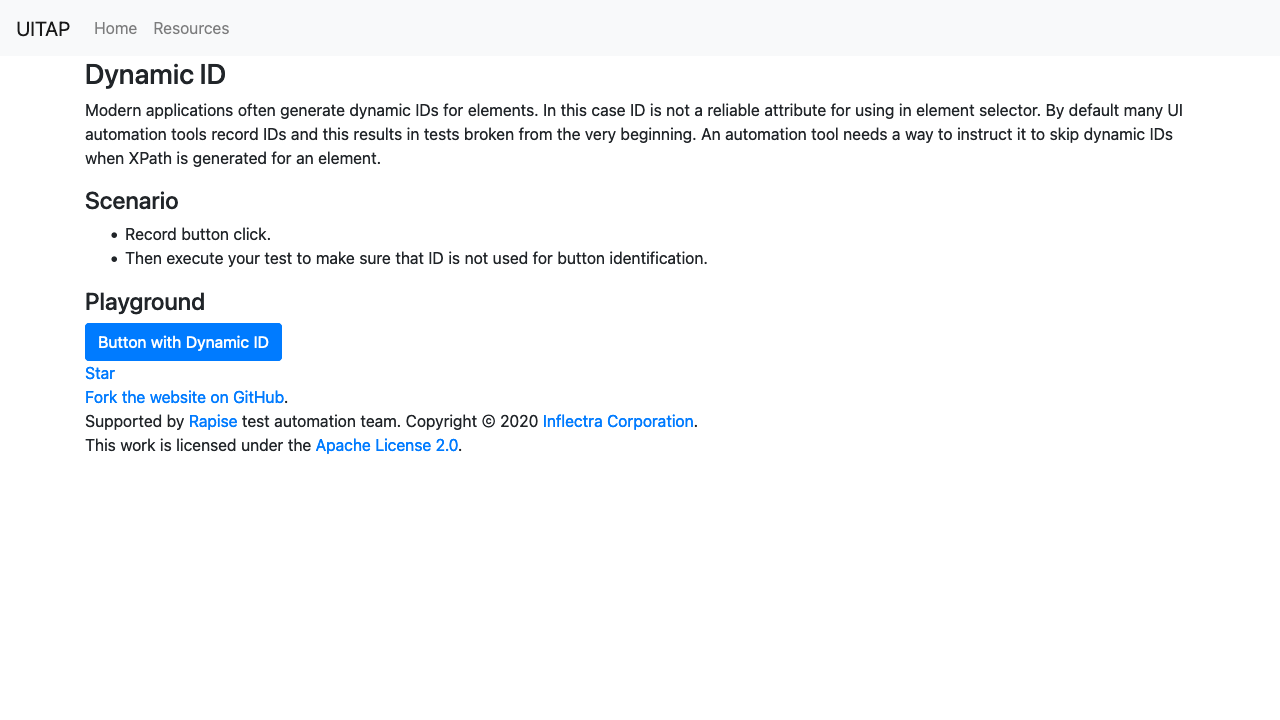 UITAP Home Resources
Dynamic ID
Modern applications often generate dynamic IDs for elements. In this case ID is not a reliable attribute for using in element selector. By default many UI
automation tools record IDs and this results in tests broken from the very beginning. An automation tool needs a way to instruct it to skip dynamic IDs
when XPath is generated for an element.
Scenario
• Record button click.
• Then execute your test to make sure that ID is not used for button identification.
Playground
Button with Dynamic ID
Star
Fork the website on GitHub.
Supported by Rapise test automation team. Copyright © 2020 Inflectra Corporation.
This work is licensed under the Apache License 2.0.